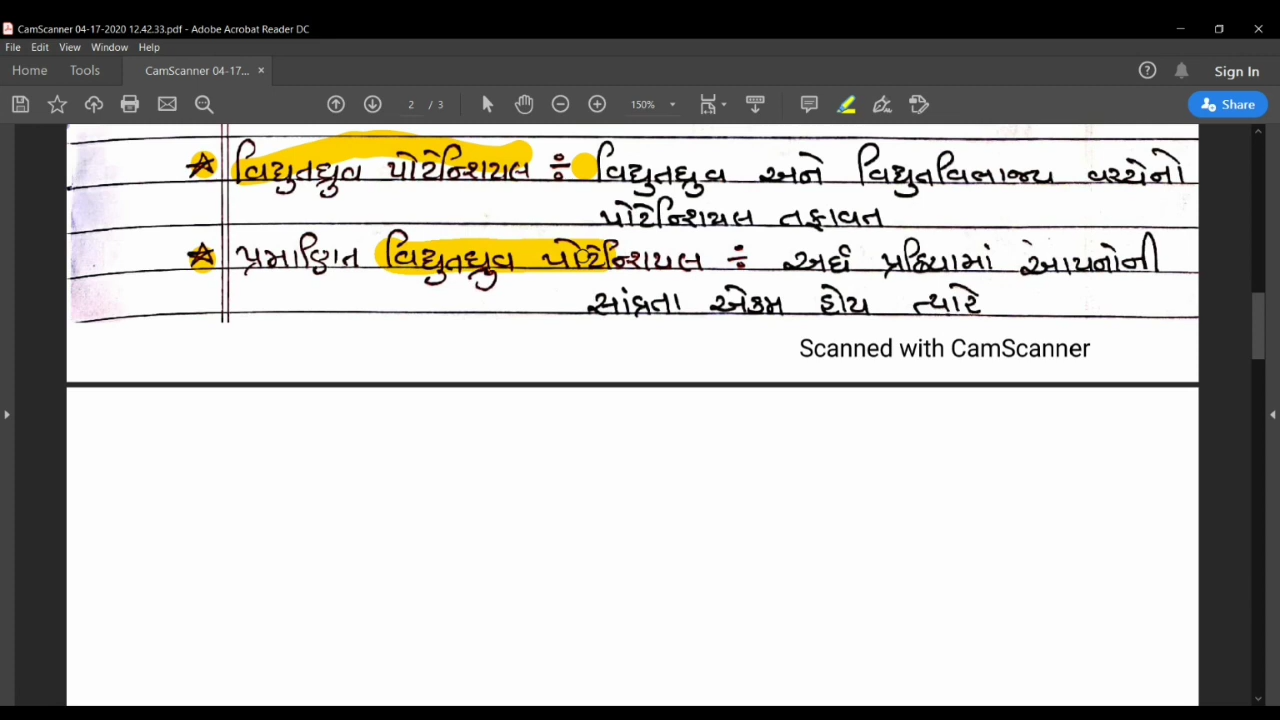 CamScanner 04-17-2020 12.42.33.pdf - Adobe Acrobat Reader DC
File Edit View Window Help
Home Tools CamScanner 04-17... × Sign In
2 / 3 150% Share
☆ વિદ્યુતધ્રુવ પોટેન્શિયલ ÷ વિદ્યુતધ્રુવ અને વિદ્યુતવિભાજ્ય વચ્ચેનો
પોટેન્શિયલ તફાવત
☆ પ્રમાણિત વિદ્યુતધ્રુવ પોટેન્શિયલ ÷ અર્ધ પ્રક્રિયામાં આયનોની
સાંદ્રતા એકમ હોય ત્યારે
Scanned with CamScanner